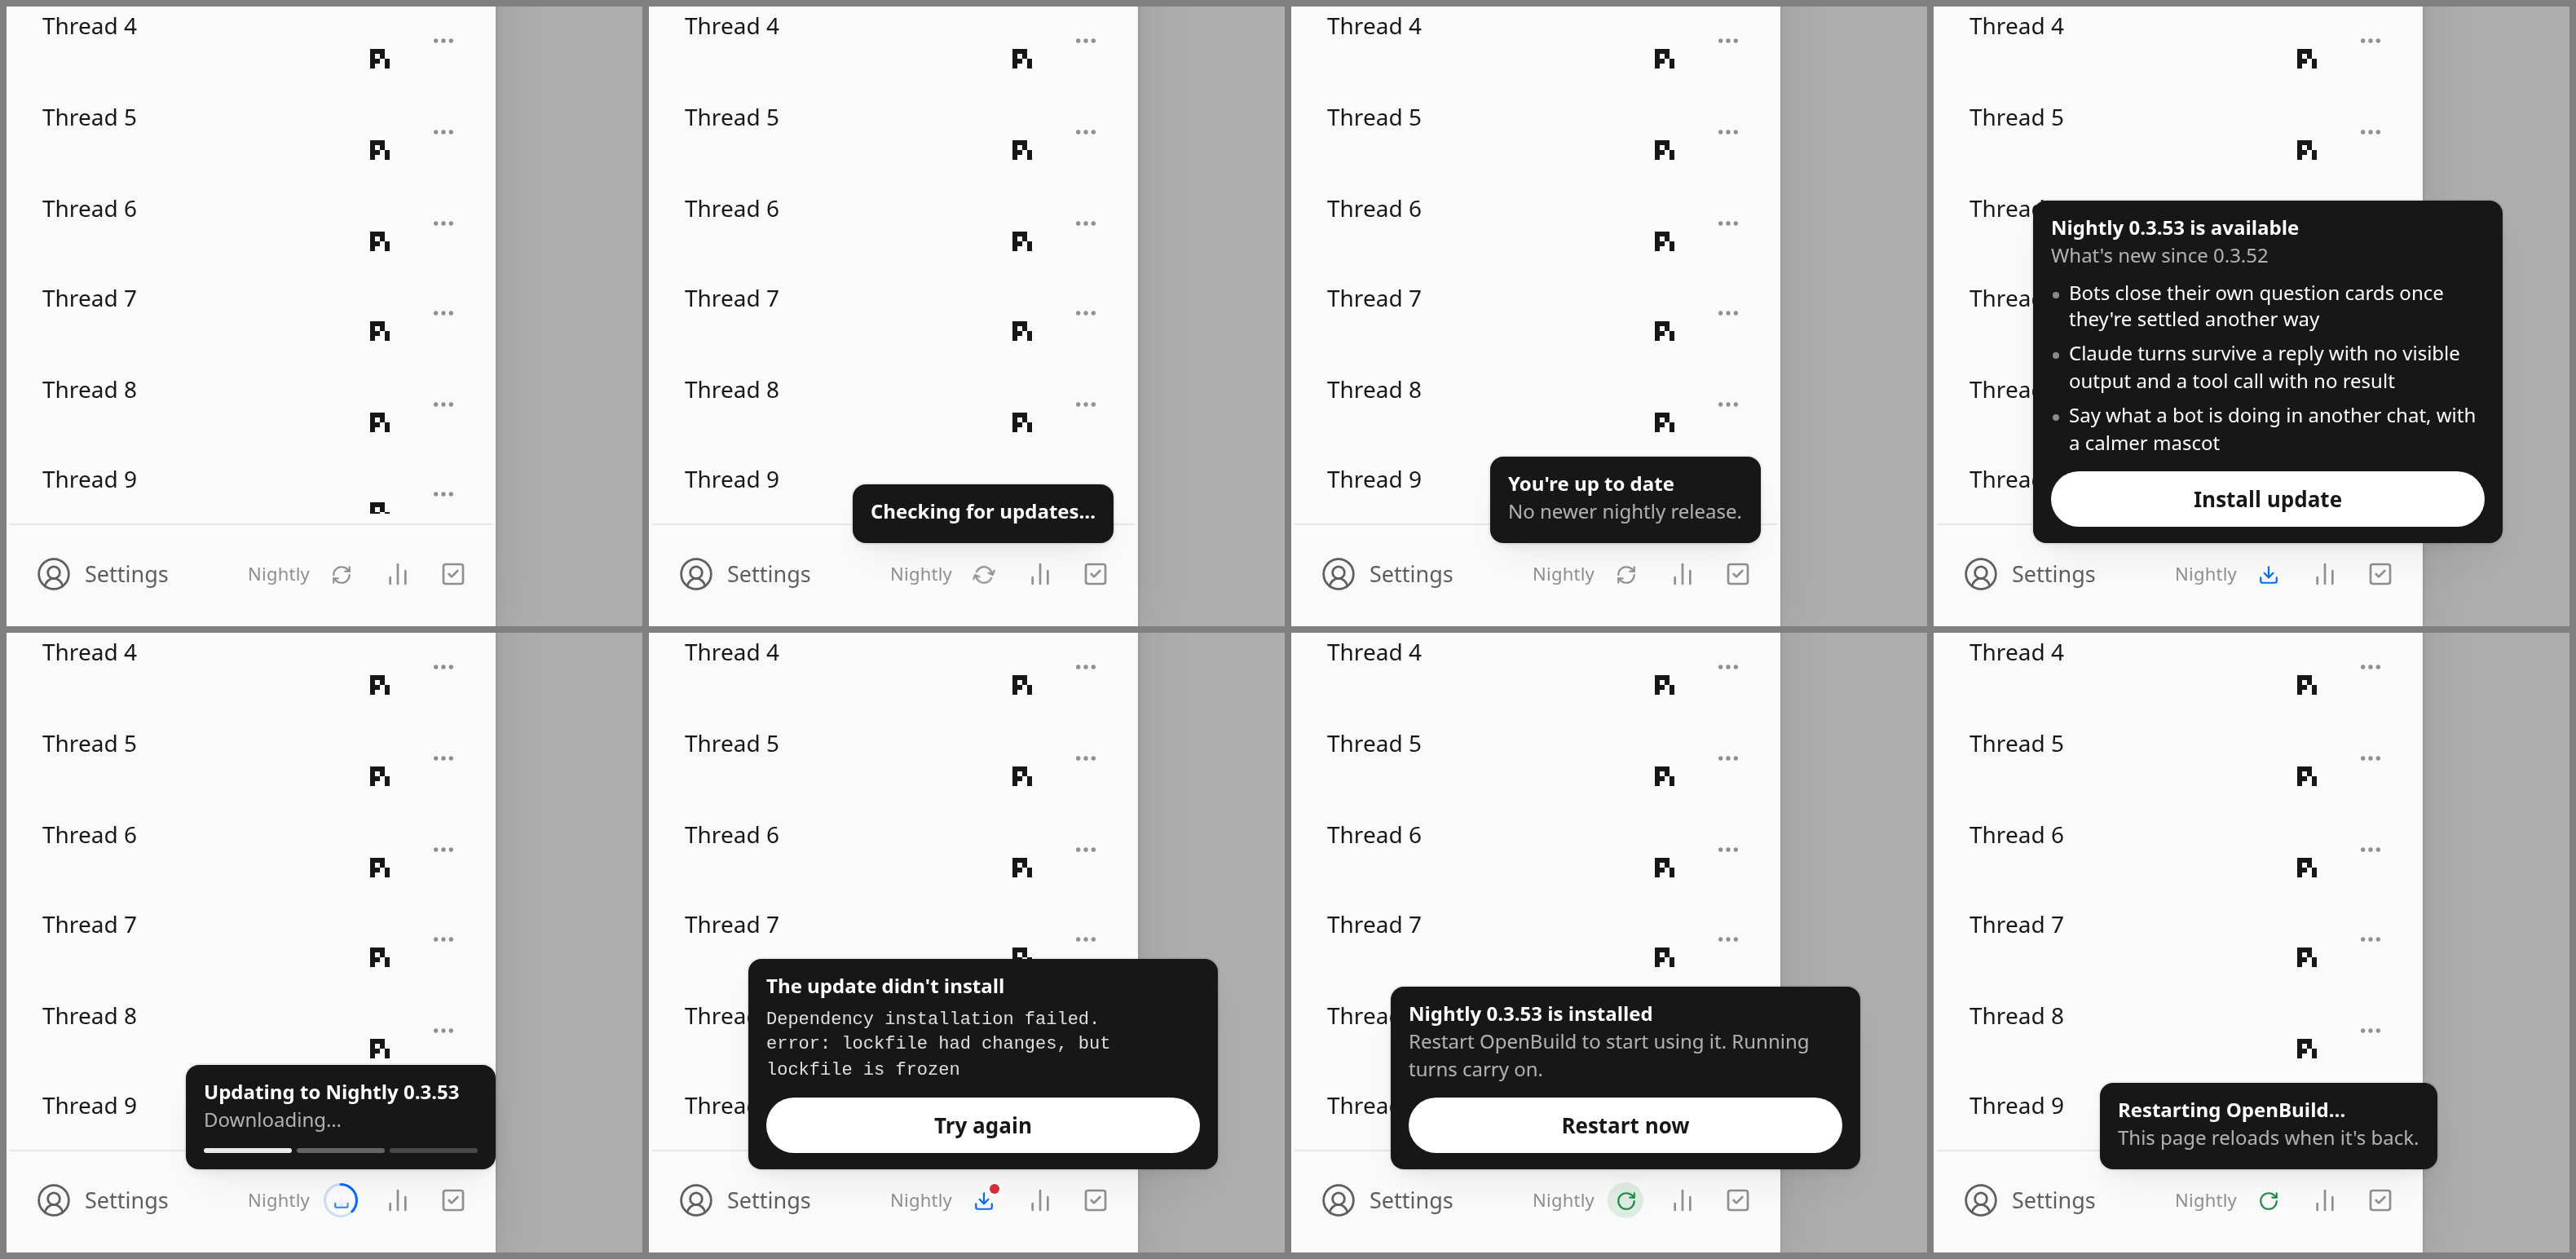 Thread 4
Thread 5
Thread 6
Thread 7
Thread 8
Thread 9
Settings
Nightly
Thread 4
Thread 5
Thread 6
Thread 7
Thread 8
Thread 9
Checking for updates...
Settings
Nightly
Thread 4
Thread 5
Thread 6
Thread 7
Thread 8
Thread 9
You're up to date
No newer nightly release.
Settings
Nightly
Thread 4
Thread 5
Threa
Threa
Threa
Threa
Nightly 0.3.53 is available
What's new since 0.3.52
Bots close their own question cards once
they're settled another way
Claude turns survive a reply with no visible
output and a tool call with no result
Say what a bot is doing in another chat, with
a calmer mascot
Install update
Settings
Nightly
Thread 4
Thread 5
Thread 6
Thread 7
Thread 8
Thread 9
Updating to Nightly 0.3.53
Downloading...
Settings
Nightly
Thread 4
Thread 5
Thread 6
Thread 7
Threa
Threa
The update didn't install
Dependency installation failed.
error: lockfile had changes, but
lockfile is frozen
Try again
Settings
Nightly
Thread 4
Thread 5
Thread 6
Thread 7
Threa
Threa
Nightly 0.3.53 is installed
Restart OpenBuild to start using it. Running
turns carry on.
Restart now
Settings
Nightly
Thread 4
Thread 5
Thread 6
Thread 7
Thread 8
Thread 9
Restarting OpenBuild...
This page reloads when it's back.
Settings
Nightly